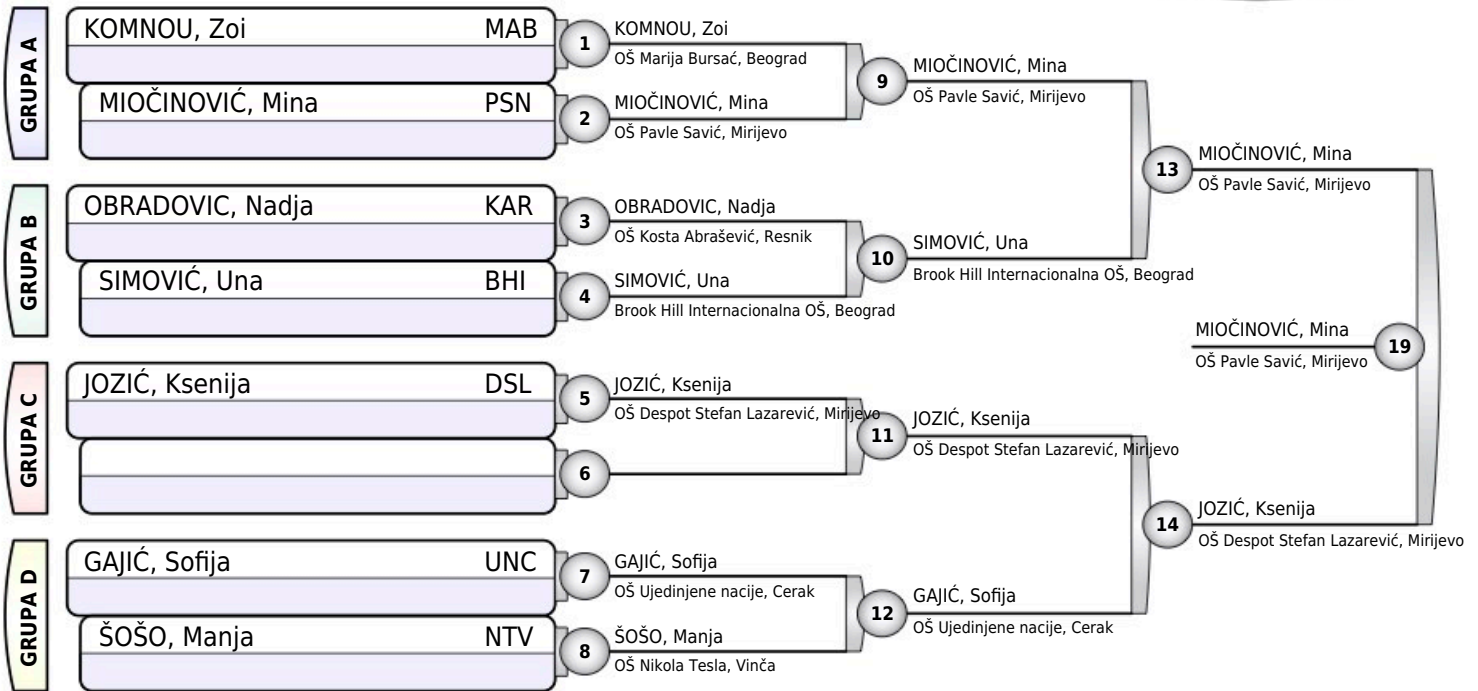 GRUPA A
KOMNOU, Zoi MAB
MIOČINOVIĆ, Mina PSN
GRUPA B
OBRADOVIC, Nadja KAR
SIMOVIĆ, Una BHI
GRUPA C
JOZIĆ, Ksenija DSL
GRUPA D
GAJIĆ, Sofija UNC
ŠOŠO, Manja NTV
1
KOMNOU, Zoi
OŠ Marija Bursać, Beograd
2
MIOČINOVIĆ, Mina
OŠ Pavle Savić, Mirijevo
3
OBRADOVIC, Nadja
OŠ Kosta Abrašević, Resnik
4
SIMOVIĆ, Una
Brook Hill Internacionalna OŠ, Beograd
5
JOZIĆ, Ksenija
OŠ Despot Stefan Lazarević, Mirijevo
6
7
GAJIĆ, Sofija
OŠ Ujedinjene nacije, Cerak
8
ŠOŠO, Manja
OŠ Nikola Tesla, Vinča
9
MIOČINOVIĆ, Mina
OŠ Pavle Savić, Mirijevo
10
SIMOVIĆ, Una
Brook Hill Internacionalna OŠ, Beograd
11
JOZIĆ, Ksenija
OŠ Despot Stefan Lazarević, Mirijevo
12
GAJIĆ, Sofija
OŠ Ujedinjene nacije, Cerak
13
MIOČINOVIĆ, Mina
OŠ Pavle Savić, Mirijevo
14
JOZIĆ, Ksenija
OŠ Despot Stefan Lazarević, Mirijevo
MIOČINOVIĆ, Mina
OŠ Pavle Savić, Mirijevo
19